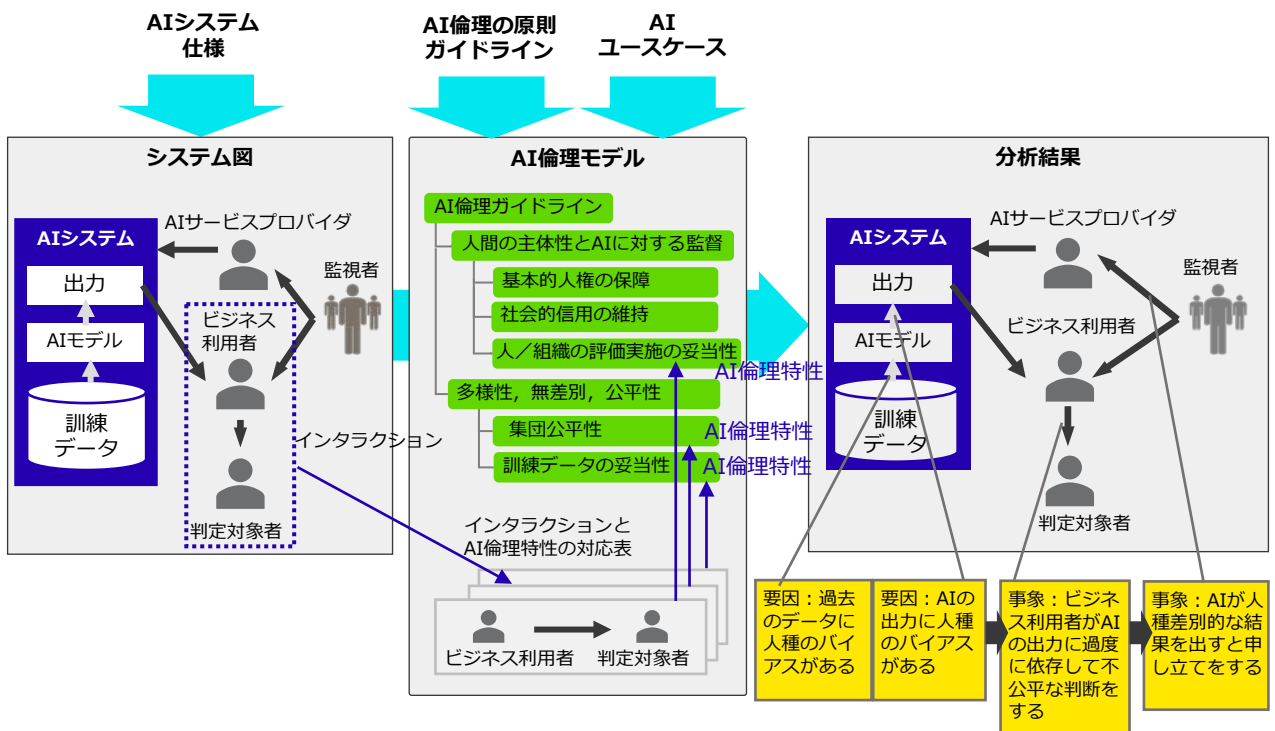 AIシステム
仕様
AI倫理の原則
ガイドライン
AI
ユースケース
システム図
AIサービスプロバイダ
AIシステム
出力
AIモデル
訓練
データ
監視者
ビジネス
利用者
判定対象者
インタラクション
AI倫理モデル
AI倫理ガイドライン
人間の主体性とAIに対する監督
基本的人権の保障
社会的信用の維持
人／組織の評価実施の妥当性
AI倫理特性
多様性，無差別，公平性
集団公平性
AI倫理特性
訓練データの妥当性
AI倫理特性
インタラクションと
AI倫理特性の対応表
ビジネス利用者
判定対象者
分析結果
AIサービスプロバイダ
AIシステム
出力
AIモデル
訓練
データ
監視者
ビジネス利用者
判定対象者
要因：過去
のデータに
人種のバイ
アスがある
要因：AIの
出力に人種
のバイアス
がある
事象：ビジネ
ス利用者がAI
の出力に過度
に依存して不
公平な判断を
する
事象：AIが人
種差別的な結
果を出すと申
し立てをする